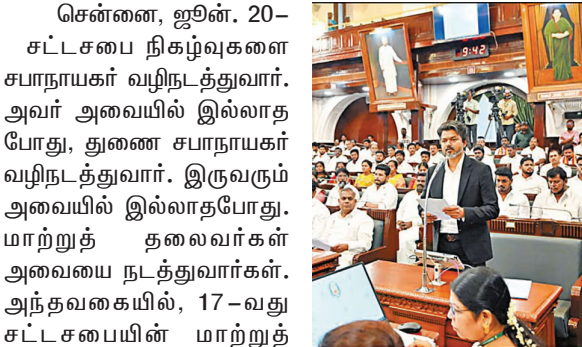 சென்னை, ஜூன். 20–
சட்டசபை நிகழ்வுகளை
சபாநாயகர் வழிநடத்துவார்.
அவர் அவையில் இல்லாத
போது, துணை சபாநாயகர்
வழிநடத்துவார். இருவரும்
அவையில் இல்லாதபோது.
மாற்றுத் தலைவர்கள்
அவையை நடத்துவார்கள்.
அந்தவகையில், 17–வது
சட்டசபையின் மாற்றுத்
9:42